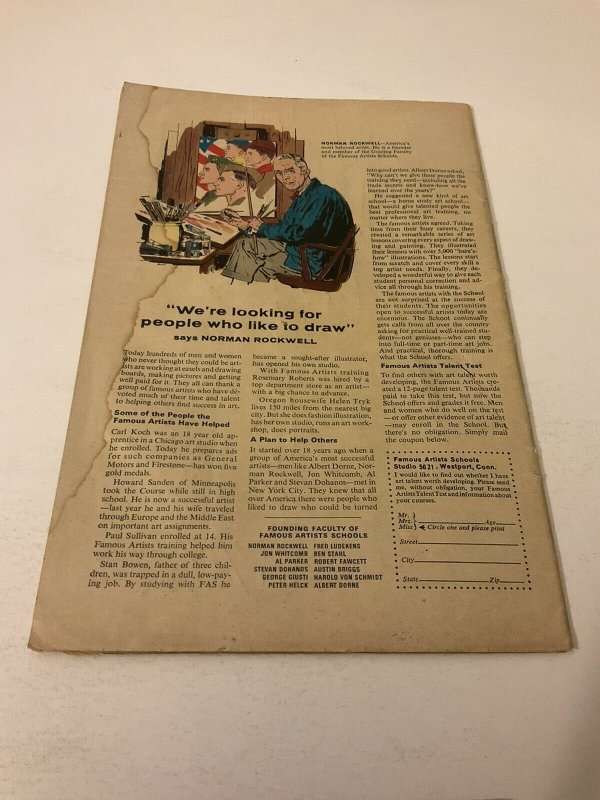 NORMAN ROCKWELL—America's
most beloved artist. He is a founder
and member of the Guiding Faculty
of the Famous Artists Schools.
"We're looking for
people who like to draw"
says NORMAN ROCKWELL
Today hundreds of men and women
who never thought they could be art-
ists are working at easels and drawing
boards, making pictures and getting
well paid for it. They all can thank a
group of famous artists who have de-
voted much of their time and talent
to helping others find success in art.
Some of the People the
Famous Artists Have Helped
Carl Koch was an 18 year old ap-
prentice in a Chicago art studio when
he enrolled. Today he prepares ads
for such companies as General
Motors and Firestone—has won five
gold medals.
Howard Sanden of Minneapolis
took the Course while still in high
school. He is now a successful artist
—last year he and his wife traveled
through Europe and the Middle East
on important art assignments.
Paul Sullivan enrolled at 14. His
Famous Artists training helped him
work his way through college.
Stan Bowen, father of three chil-
dren, was trapped in a dull, low-pay-
ing job. By studying with FAS he
became a sought-after illustrator,
has opened his own studio.
With Famous Artists training
Rosemary Roberts was hired by a
top department store as an artist—
with a big chance to advance.
Oregon housewife Helen Tryk
lives 150 miles from the nearest big
city. But she does fashion illustration,
has her own studio, runs an art work-
shop, does portraits.
A Plan to Help Others
It started over 18 years ago when a
group of America's most successful
artists—men like Albert Dorne, Nor-
man Rockwell, Jon Whitcomb, Al
Parker and Stevan Dohanos—met in
New York City. They knew that all
over America there were people who
liked to draw who could be turned
FOUNDING FACULTY OF
FAMOUS ARTISTS SCHOOLS
NORMAN ROCKWELL FRED LUDEKENS
JON WHITCOMB BEN STAHL
AL PARKER ROBERT FAWCETT
STEVAN DOHANOS AUSTIN BRIGGS
GEORGE GIUSTI HAROLD VON SCHMIDT
PETER HELCK ALBERT DORNE
into good artists. Albert Dorne asked,
"Why can't we give these people the
training they need—including all the
trade secrets and know-how we've
learned over the years?"
He suggested a new kind of art
school—a home study art school—
that would give talented people the
best professional art training, no
matter where they live.
The famous artists agreed. Taking
time from their busy careers, they
created a remarkable series of art
lessons covering every aspect of draw-
ing and painting. They illustrated
their lessons with over 5,000 "here's-
how" illustrations. The lessons start
from scratch and cover every skill a
top artist needs. Finally, they de-
veloped a wonderful way to give each
student personal correction and ad-
vice all through his training.
The famous artists with the School
are not surprised at the success of
their students. The opportunities
open to successful artists today are
enormous. The School continually
gets calls from all over the country
asking for practical well-trained stu-
dents—not geniuses—who can step
into full-time or part-time art jobs.
And practical, thorough training is
what the School offers.
Famous Artists Talent Test
To others with art talent worth
developing, the Famous Artists cre-
ated a 12-page talent test. Thousands
paid to take this test, but now the
School offers and grades it free. Men
and women who do well on the test
—or offer other evidence of art talent
—may enroll in the School. But
there's no obligation. Simply mail
the coupon below.
Famous Artists Schools
Studio 5621, Westport, Conn.
I would like to find out whether I have
art talent worth developing. Please send
me, without obligation, your Famous
Artists Talent Test and information about
your courses.
Mr.
Mrs. Age
Miss Circle one and please print
Street
City
State Zip